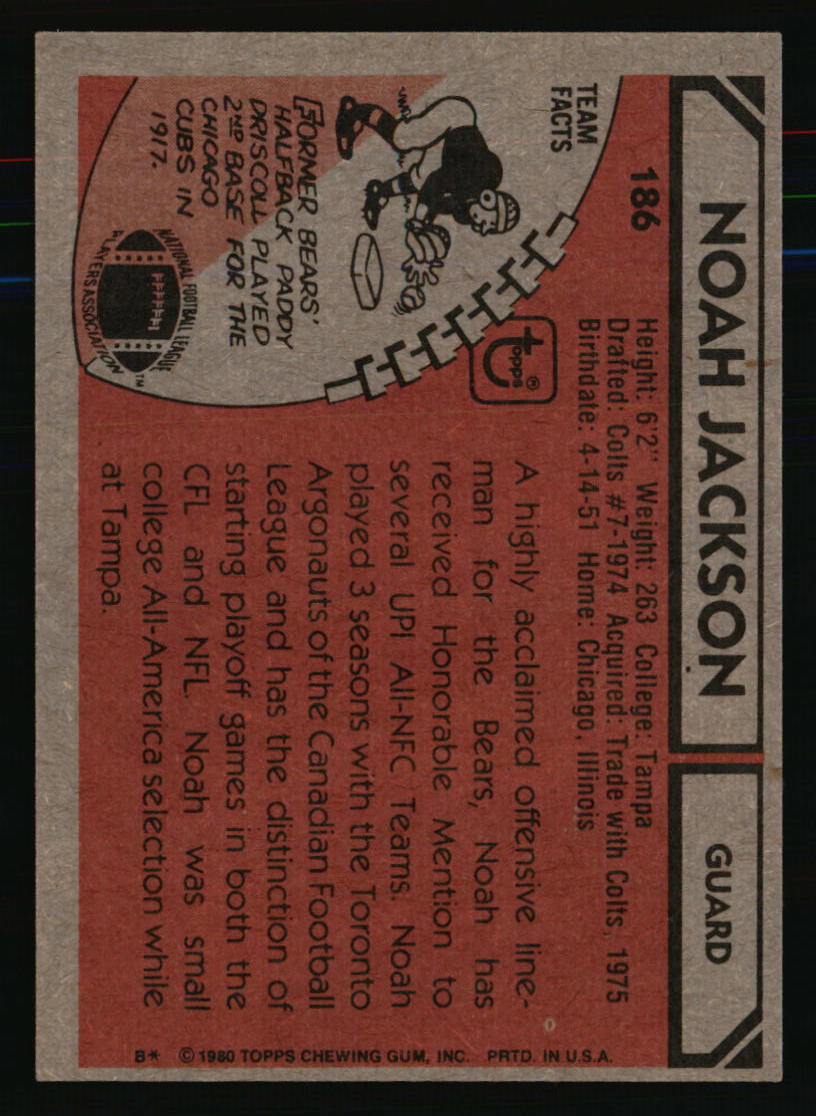 NOAH JACKSON
GUARD
186
Height: 6'2" Weight: 263 College: Tampa
Drafted: Colts #7-1974 Acquired: Trade with Colts, 1975
Birthdate: 4-14-51 Home: Chicago, Illinois
TEAM
FACTS
FORMER BEARS'
HALFBACK PADDY
DRISCOLL PLAYED
2ND BASE FOR THE
CHICAGO
CUBS IN
1917.
topps®
NATIONAL FOOTBALL LEAGUE
PLAYERS ASSOCIATION
TM
A highly acclaimed offensive line-
man for the Bears, Noah has
received Honorable Mention to
several UPI All-NFC Teams. Noah
played 3 seasons with the Toronto
Argonauts of the Canadian Football
League and has the distinction of
starting playoff games in both the
CFL and NFL. Noah was small
college All-America selection while
at Tampa.
B* © 1980 TOPPS CHEWING GUM, INC. PRTD. IN U.S.A.